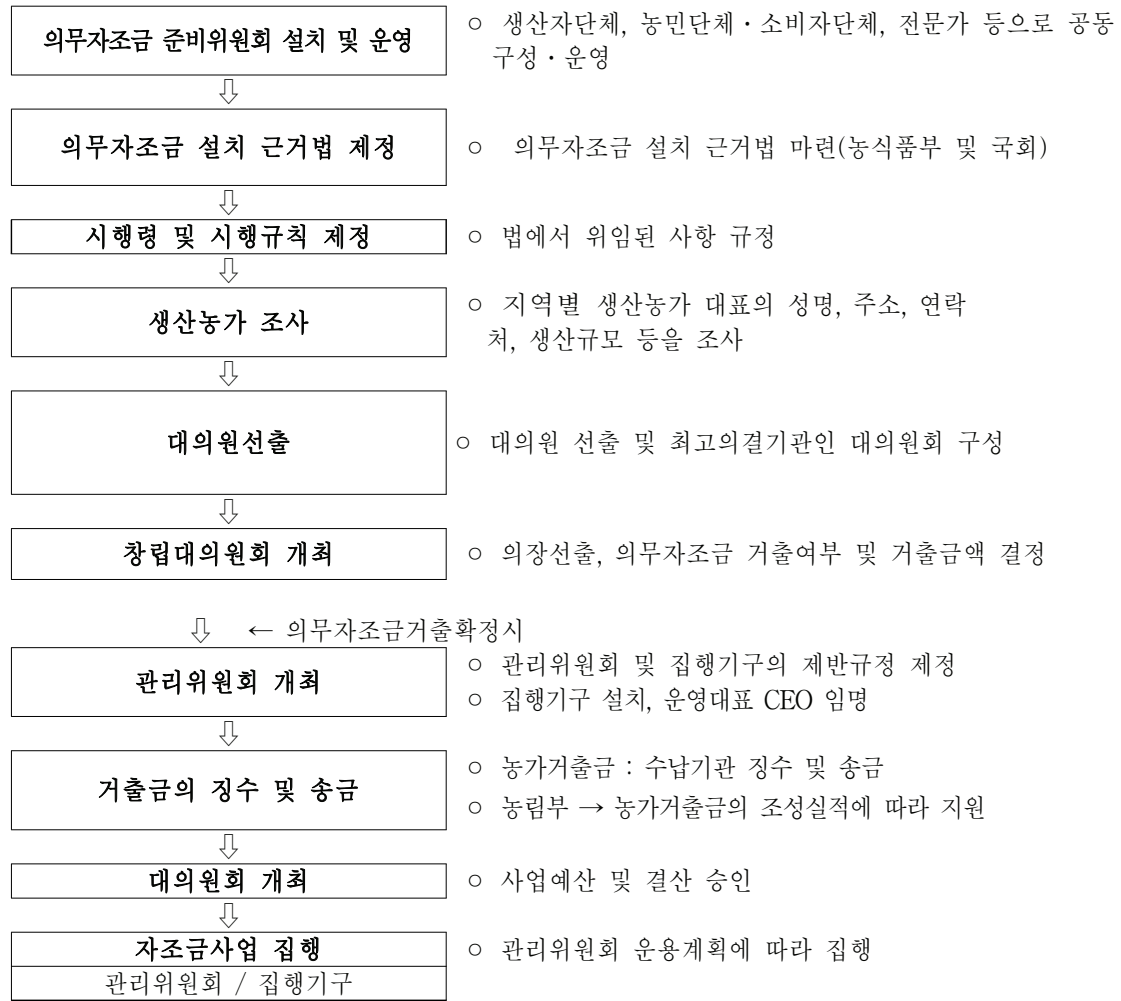 의무자조금 준비위원회 설치 및 운영
○ 생산자단체, 농민단체・소비자단체, 전문가 등으로 공동
구성・운영
⇩
의무자조금 설치 근거법 제정
○ 의무자조금 설치 근거법 마련(농식품부 및 국회)
⇩
시행령 및 시행규칙 제정
○ 법에서 위임된 사항 규정
⇩
생산농가 조사
○ 지역별 생산농가 대표의 성명, 주소, 연락
처, 생산규모 등을 조사
⇩
대의원선출
○ 대의원 선출 및 최고의결기관인 대의원회 구성
⇩
창립대의원회 개최
○ 의장선출, 의무자조금 거출여부 및 거출금액 결정
⇩ ← 의무자조금거출확정시
관리위원회 개최
○ 관리위원회 및 집행기구의 제반규정 제정
○ 집행기구 설치, 운영대표 CEO 임명
⇩
거출금의 징수 및 송금
○ 농가거출금 : 수납기관 징수 및 송금
○ 농림부 → 농가거출금의 조성실적에 따라 지원
⇩
대의원회 개최
○ 사업예산 및 결산 승인
⇩
자조금사업 집행
○ 관리위원회 운용계획에 따라 집행
관리위원회 / 집행기구